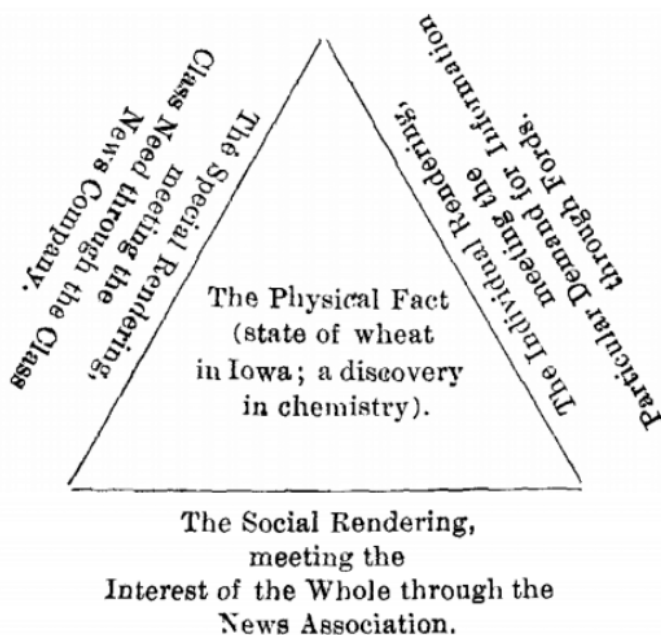 The Special Rendering,
meeting the
Class Need through the Class
News Company.
The Individual Rendering,
meeting the
Particular Demand for Information
through Fords.
The Physical Fact
(state of wheat
in Iowa; a discovery
in chemistry).
The Social Rendering,
meeting the
Interest of the Whole through the
News Association.